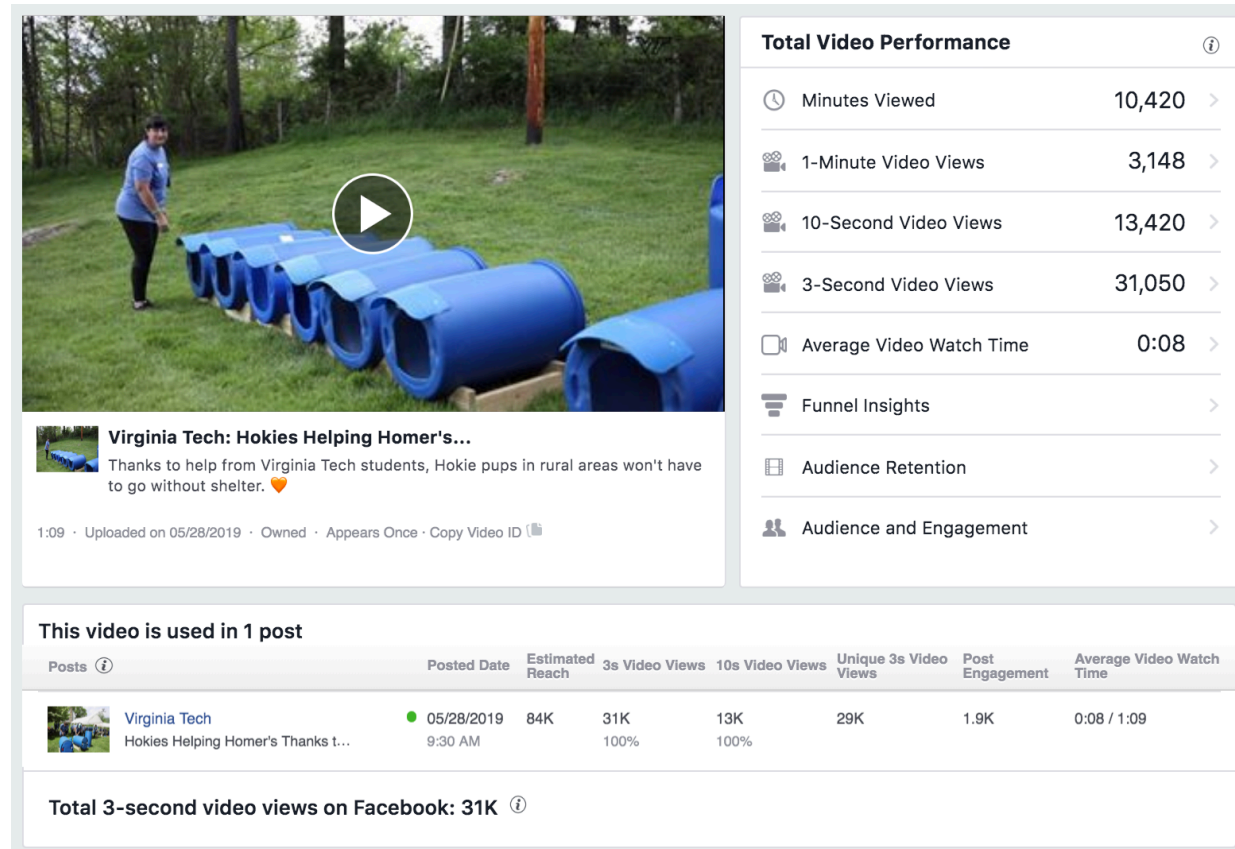 VT
Virginia Tech: Hokies Helping Homer's...
Thanks to help from Virginia Tech students, Hokie pups in rural areas won't have
to go without shelter. 🧡
1:09 · Uploaded on 05/28/2019 · Owned · Appears Once · Copy Video ID
Total Video Performance
Minutes Viewed 10,420
1-Minute Video Views 3,148
10-Second Video Views 13,420
3-Second Video Views 31,050
Average Video Watch Time 0:08
Funnel Insights
Audience Retention
Audience and Engagement
This video is used in 1 post
Posts Posted Date Estimated Reach 3s Video Views 10s Video Views Unique 3s Video Views Post Engagement Average Video Watch Time
Virginia Tech 05/28/2019 84K 31K 13K 29K 1.9K 0:08 / 1:09
Hokies Helping Homer's Thanks t... 9:30 AM 100% 100%
Total 3-second video views on Facebook: 31K